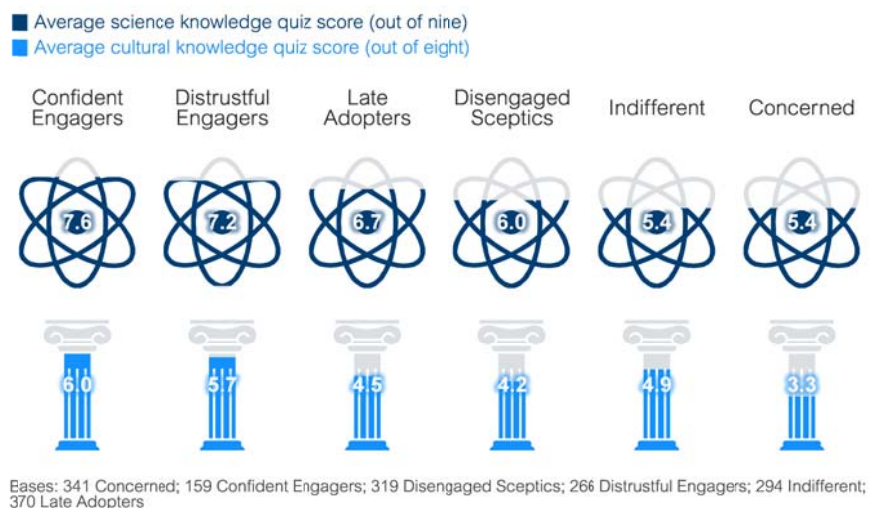 Average science knowledge quiz score (out of nine)
Average cultural knowledge quiz score (out of eight)
Confident Engagers
Distrustful Engagers
Late Adopters
Disengaged Sceptics
Indifferent
Concerned
7.6 7.2 6.7 6.0 5.4 5.4
6.0 5.7 4.5 4.2 4.9 3.3
Bases: 341 Concerned; 159 Confident Engagers; 319 Disengaged Sceptics; 266 Distrustful Engagers; 294 Indifferent;
370 Late Adopters